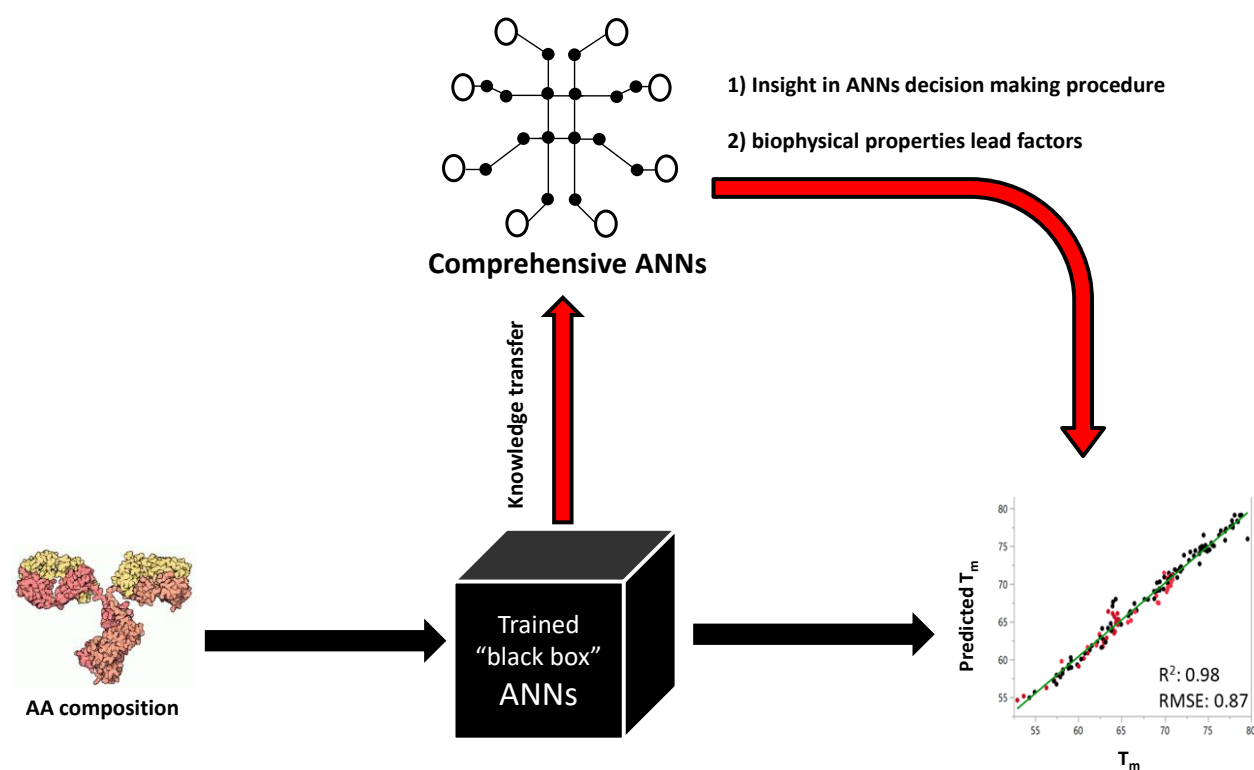 1) Insight in ANNs decision making procedure
2) biophysical properties lead factors
Comprehensive ANNs
Knowledge transfer
AA composition
Trained
“black box”
ANNs
Predicted Tm
80
75
70
65
60
55
R2: 0.98
RMSE: 0.87
55
60
65
70
75
80
Tm